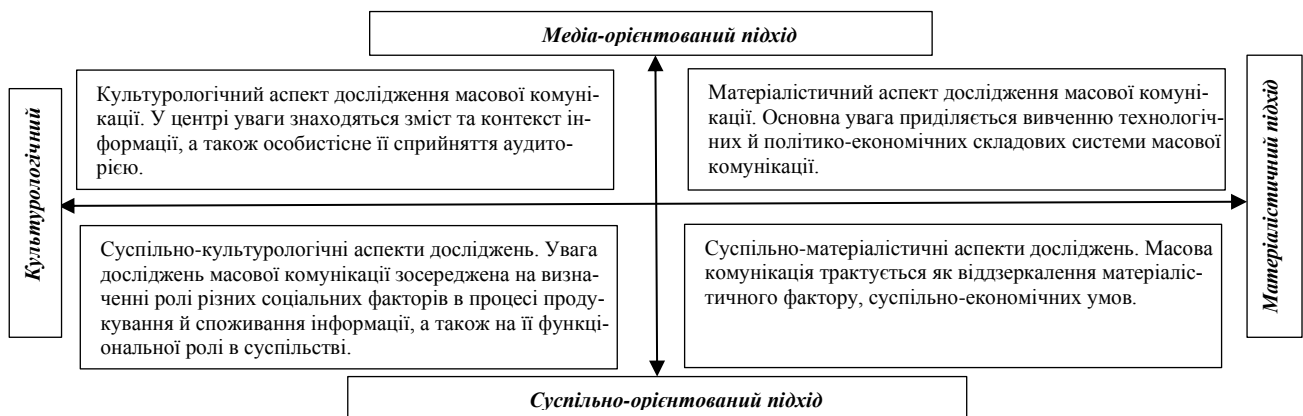 Медіа-орієнтований підхід
Культурологічний
Культурологічний аспект дослідження масової комуні-
кації. У центрі уваги знаходяться зміст та контекст ін-
формації, а також особистісне її сприйняття аудито-
рією.
Матеріалістичний аспект дослідження масової комуні-
кації. Основна увага приділяється вивченню технологіч-
них й політико-економічних складових системи масової
комунікації.
Матеріалістичний підхід
Суспільно-культурологічні аспекти досліджень. Увага
досліджень масової комунікації зосереджена на визна-
ченні ролі різних соціальних факторів в процесі проду-
кування й споживання інформації, а також на її функці-
ональної ролі в суспільстві.
Суспільно-матеріалістичні аспекти досліджень. Масова
комунікація трактується як віддзеркалення матеріаліс-
тичного фактору, суспільно-економічних умов.
Суспільно-орієнтований підхід